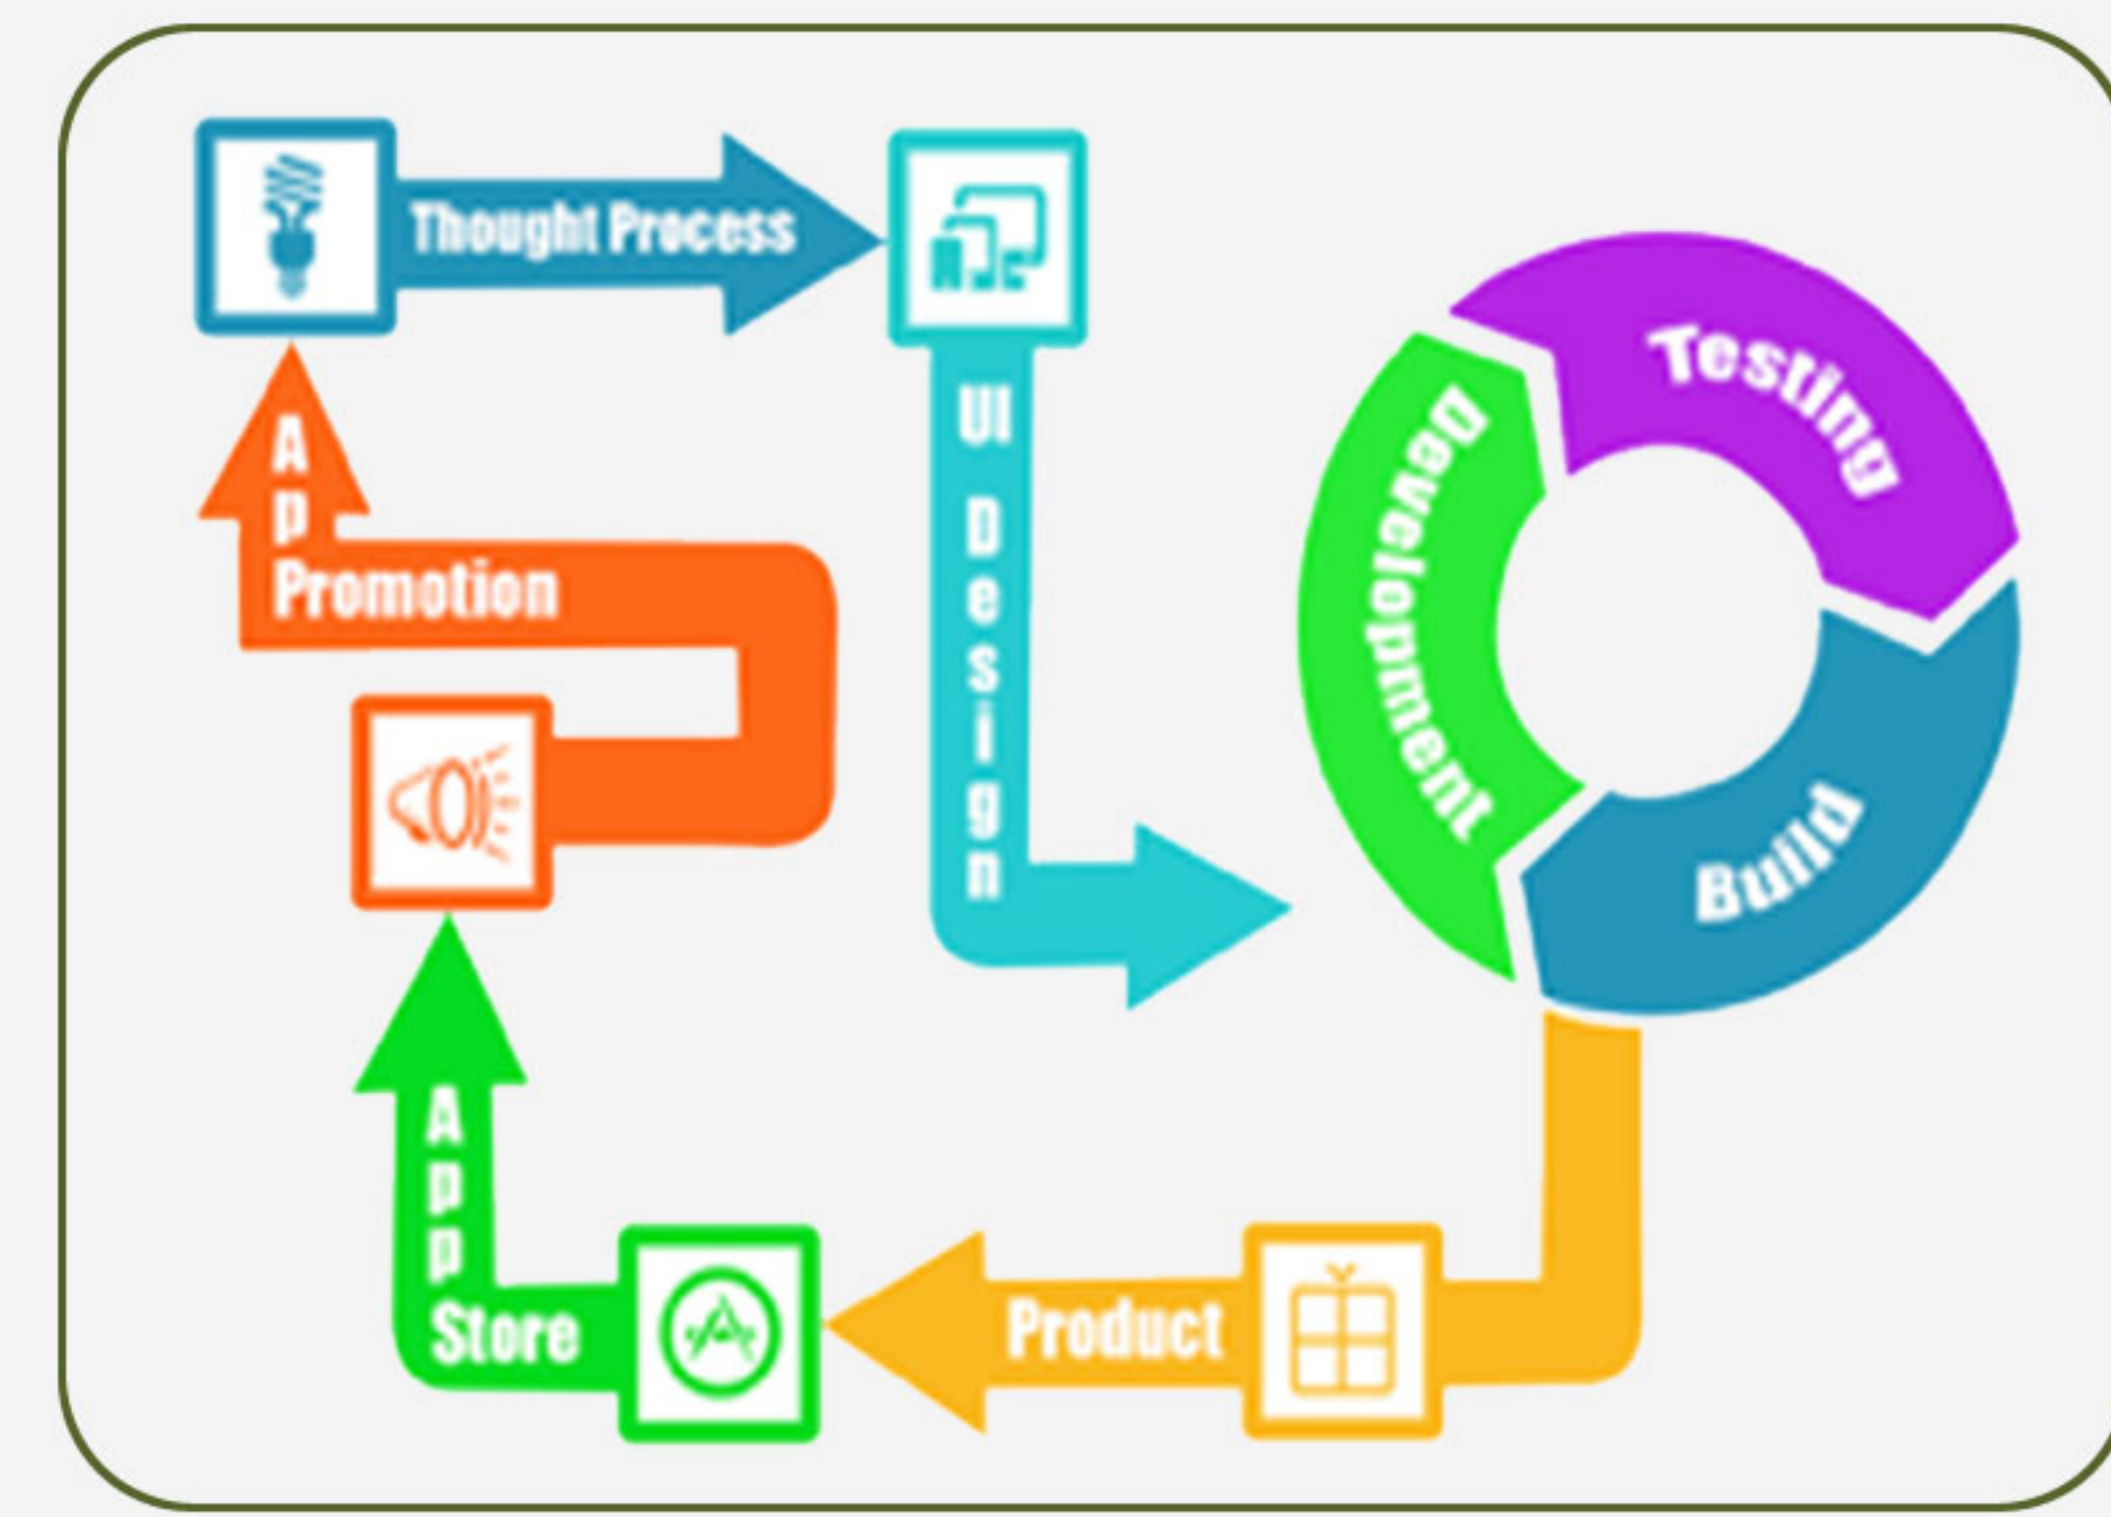 Thought Process
UI Design
Testing
Development
Build
App
Promotion
App
Store
Product